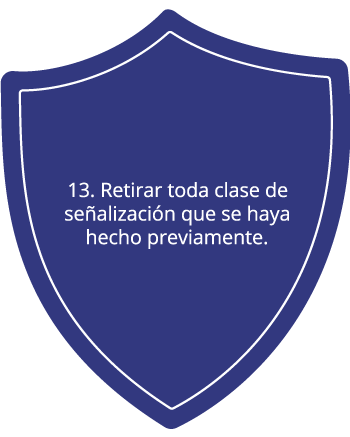 13. Retirar toda clase de
señalización que se haya
hecho previamente.